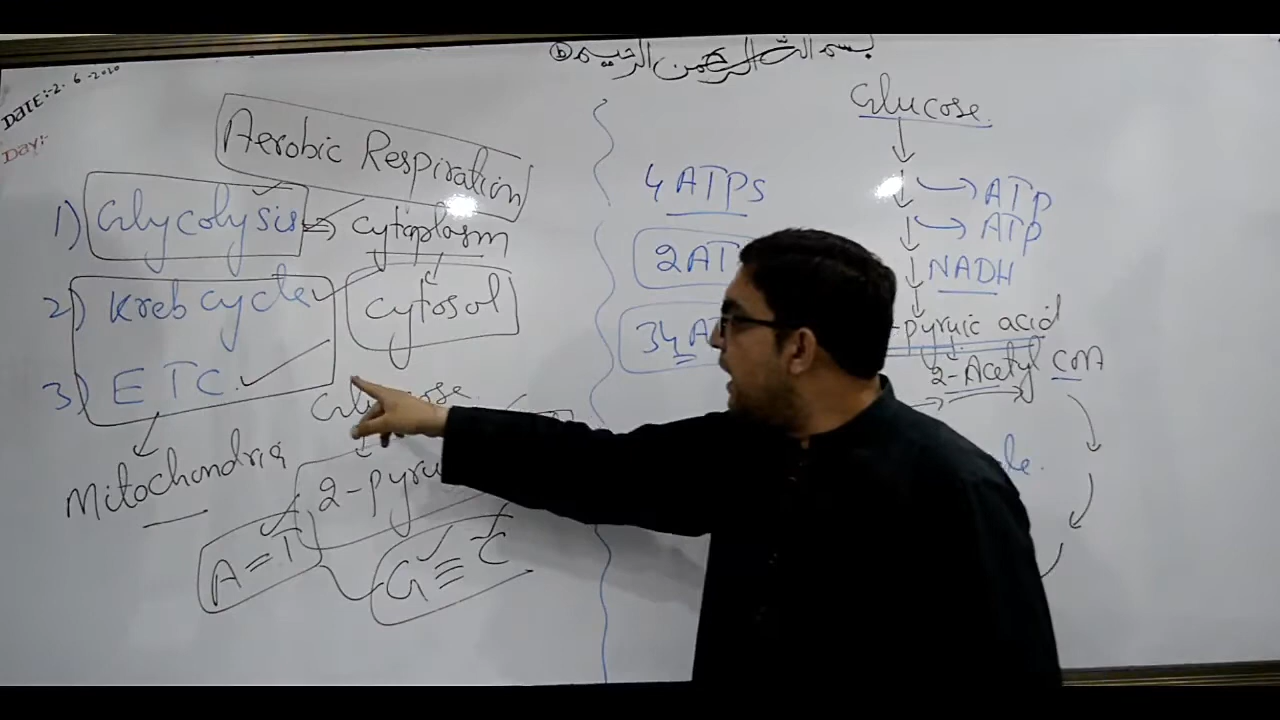 بسم اللہ الرحمن الرحیم
DATE:-2.6.2020
DAY:-
Aerobic Respiration
1) Glycolysis → cytoplasm
2) Kreb cycle
cytosol
3) ETC
Mitochondria
Glucose
2-pyru
A=T
G≡C
4 ATPs
2AT
34 A
Glucose
ATP
ATP
NADH
-pyruic acid
2-Acetyl COA